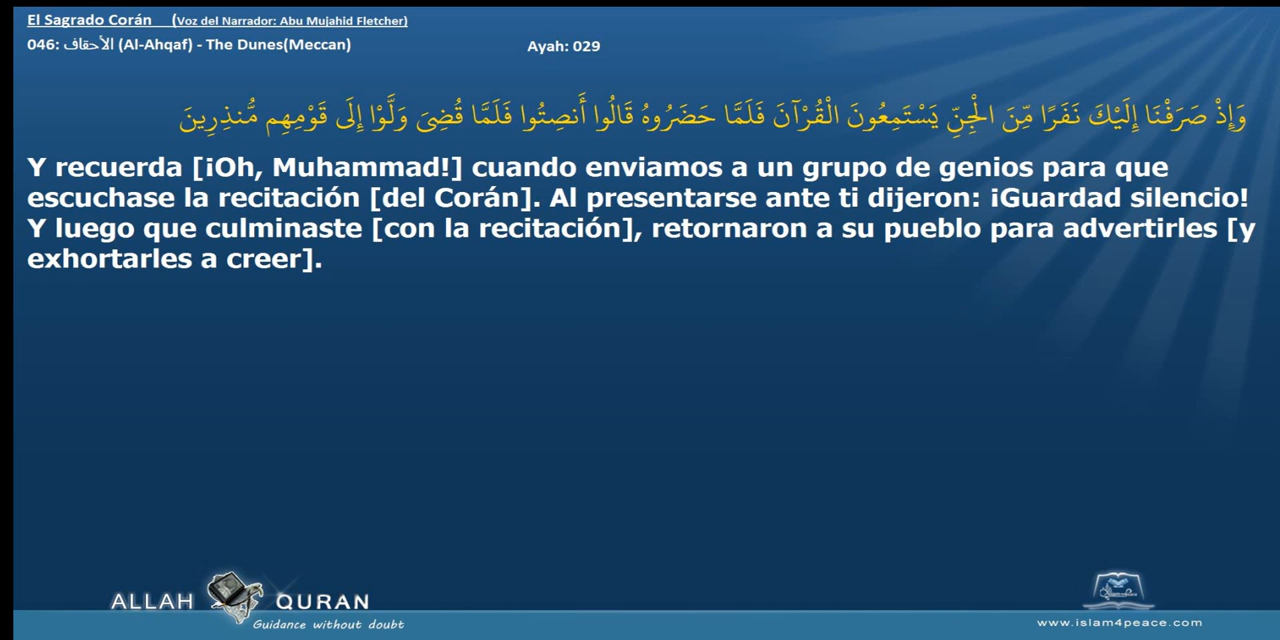 El Sagrado Corán (Voz del Narrador: Abu Mujahid Fletcher)
046: الأحقاف (Al-Ahqaf) - The Dunes(Meccan) Ayah: 029
وَإِذْ صَرَفْنَا إِلَيْكَ نَفَرًا مِّنَ الْجِنِّ يَسْتَمِعُونَ الْقُرْآنَ فَلَمَّا حَضَرُوهُ قَالُوا أَنصِتُوا فَلَمَّا قُضِيَ وَلَّوْا إِلَى قَوْمِهِم مُّنذِرِينَ
Y recuerda [¡Oh, Muhammad!] cuando enviamos a un grupo de genios para que
escuchase la recitación [del Corán]. Al presentarse ante ti dijeron: ¡Guardad silencio!
Y luego que culminaste [con la recitación], retornaron a su pueblo para advertirles [y
exhortarles a creer].
ALLAH QURAN
Guidance without doubt
www.islam4peace.com